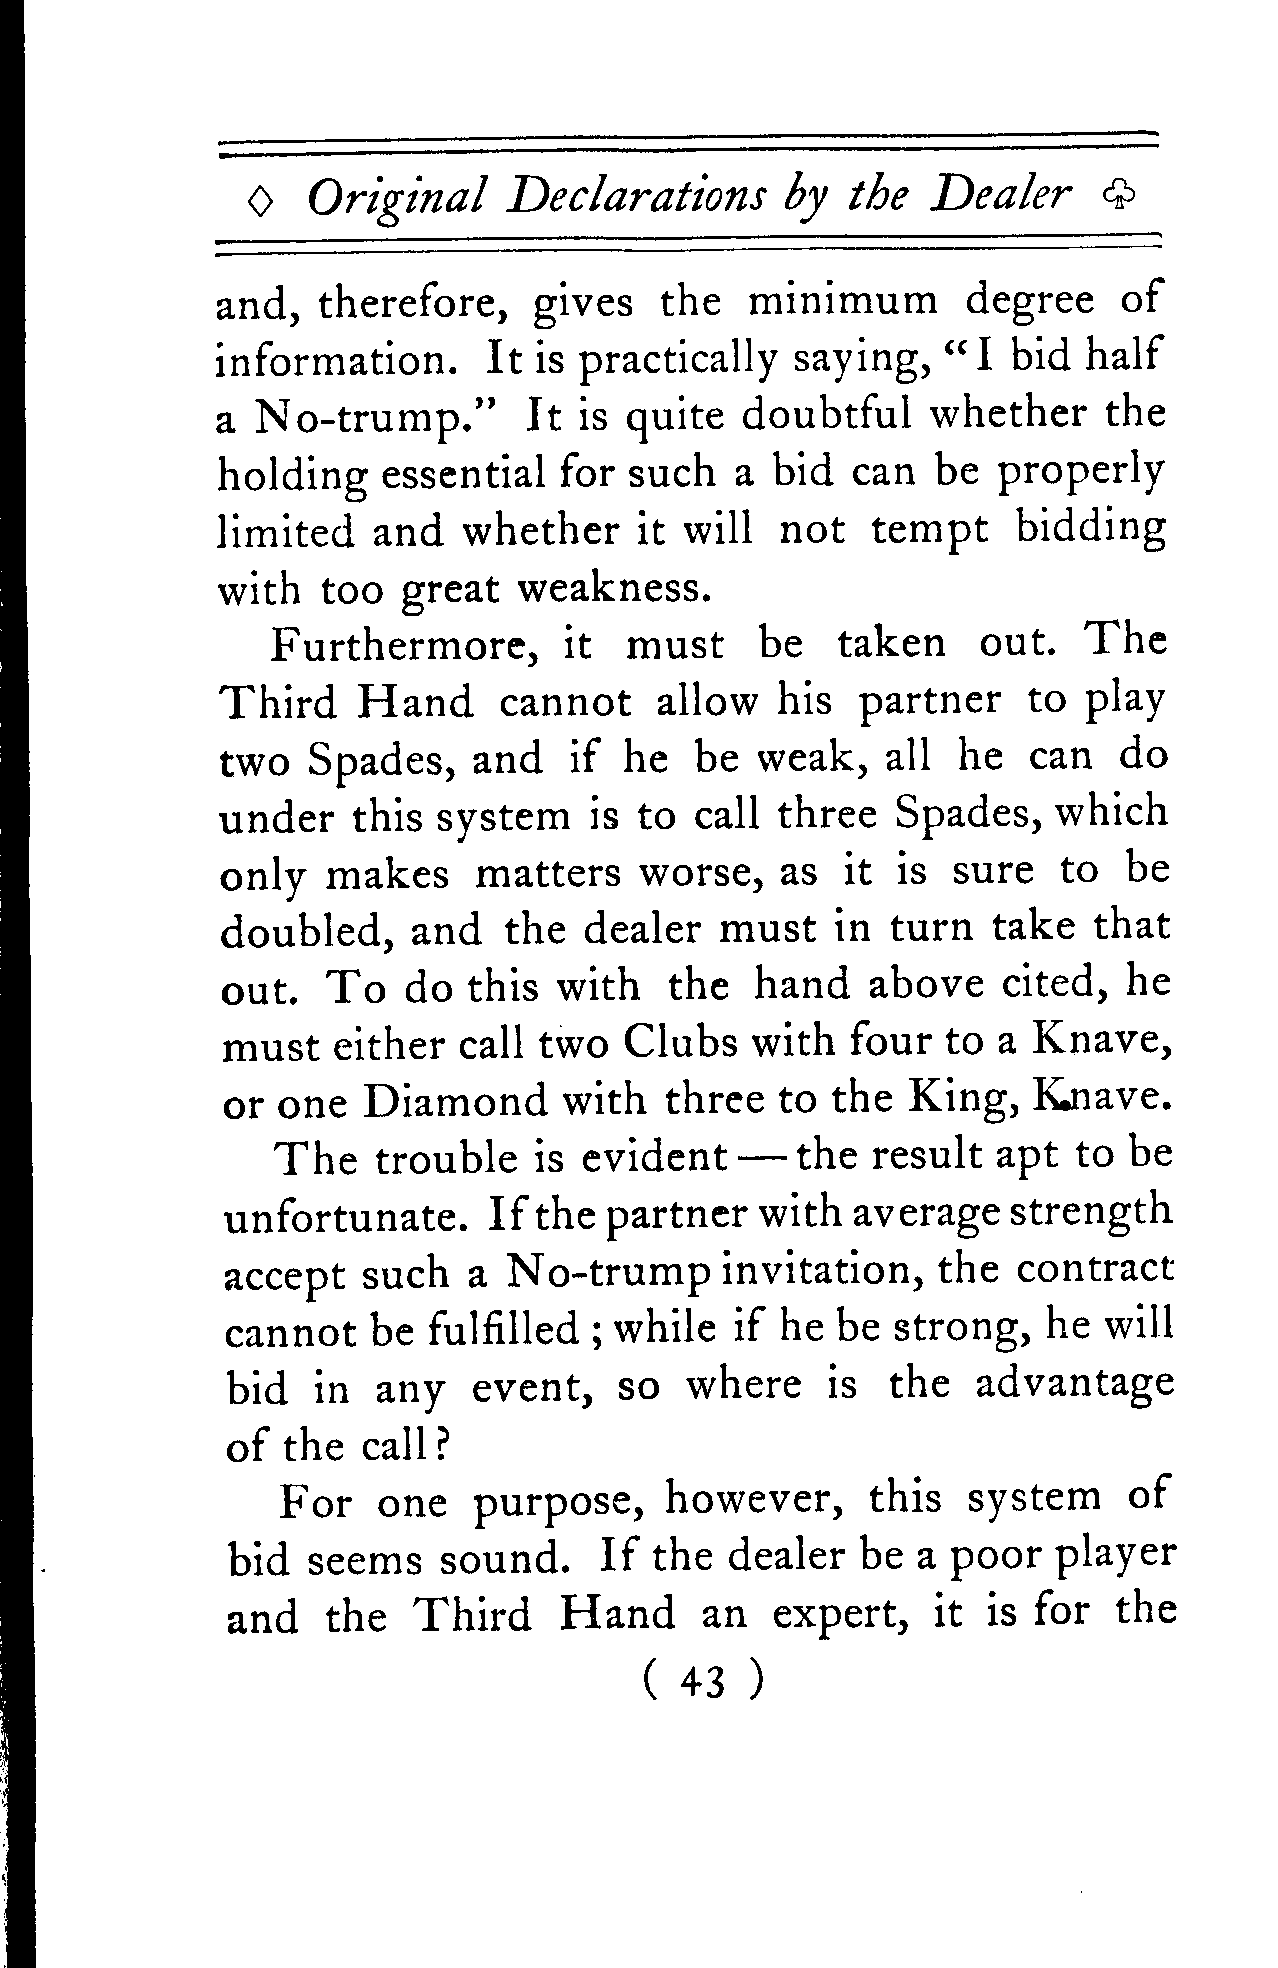 ◊ Original Declarations by the Dealer ♧
and, therefore, gives the minimum degree of
information. It is practically saying, “I bid half
a No-trump.” It is quite doubtful whether the
holding essential for such a bid can be properly
limited and whether it will not tempt bidding
with too great weakness.
Furthermore, it must be taken out. The
Third Hand cannot allow his partner to play
two Spades, and if he be weak, all he can do
under this system is to call three Spades, which
only makes matters worse, as it is sure to be
doubled, and the dealer must in turn take that
out. To do this with the hand above cited, he
must either call two Clubs with four to a Knave,
or one Diamond with three to the King, Knave.
The trouble is evident — the result apt to be
unfortunate. If the partner with average strength
accept such a No-trump invitation, the contract
cannot be fulfilled ; while if he be strong, he will
bid in any event, so where is the advantage
of the call?
For one purpose, however, this system of
bid seems sound. If the dealer be a poor player
and the Third Hand an expert, it is for the
( 43 )